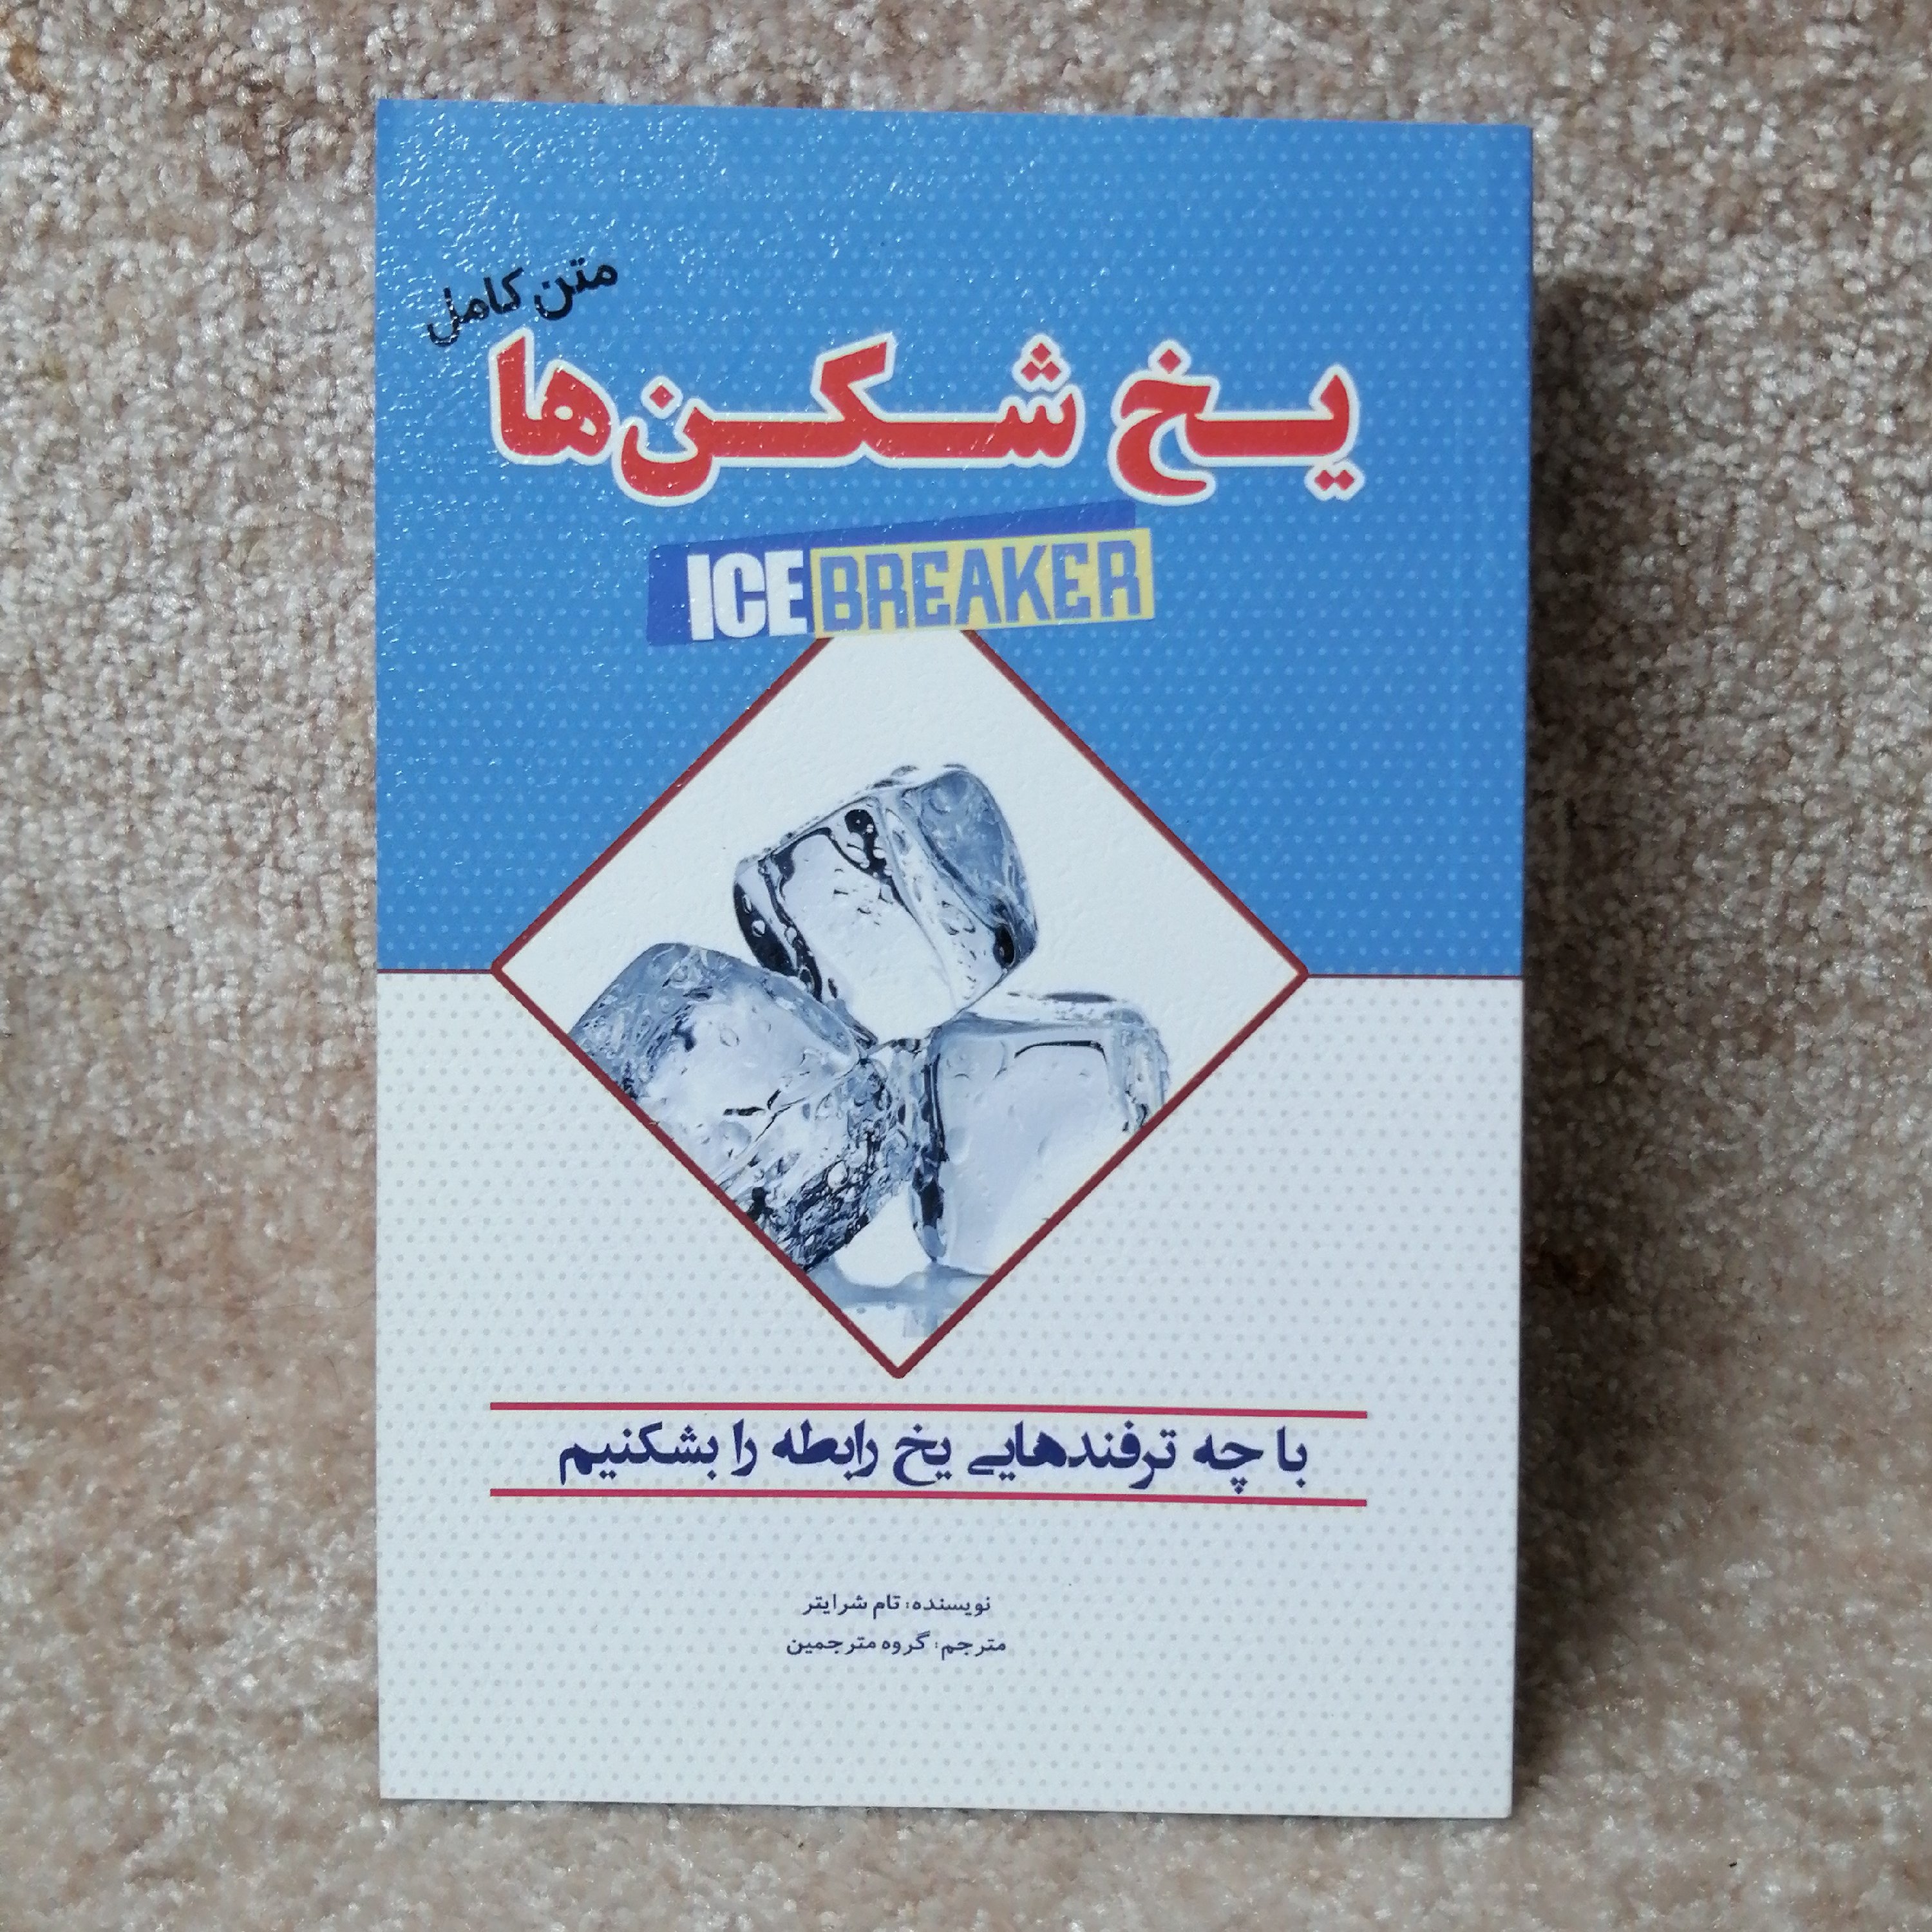 متن کامل
یخ شکن‌ها
ICE BREAKER
با چه ترفندهایی یخ رابطه را بشکنیم
نویسنده: تام شرایتر
مترجم: گروه مترجمین